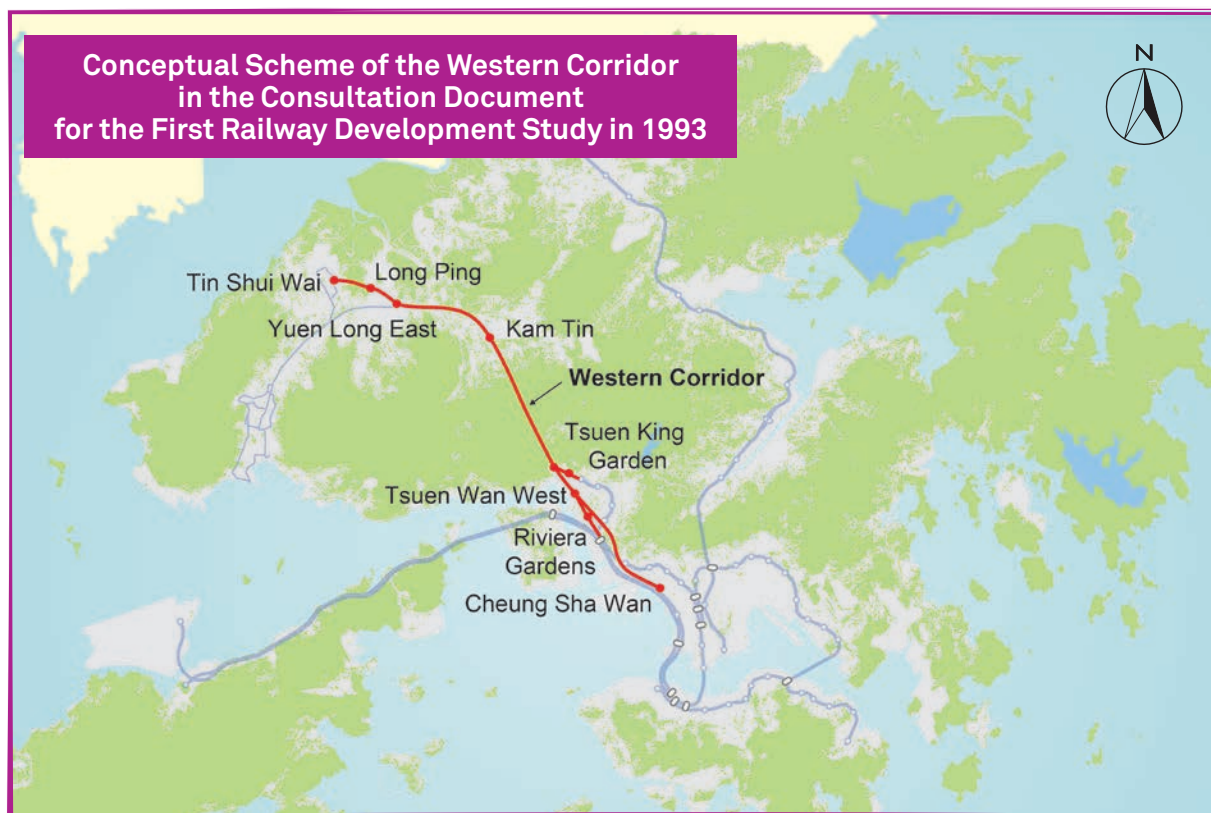 Conceptual Scheme of the Western Corridor
in the Consultation Document
for the First Railway Development Study in 1993
N
Tin Shui Wai
Long Ping
Yuen Long East
Kam Tin
Western Corridor
Tsuen King
Garden
Tsuen Wan West
Riviera
Gardens
Cheung Sha Wan